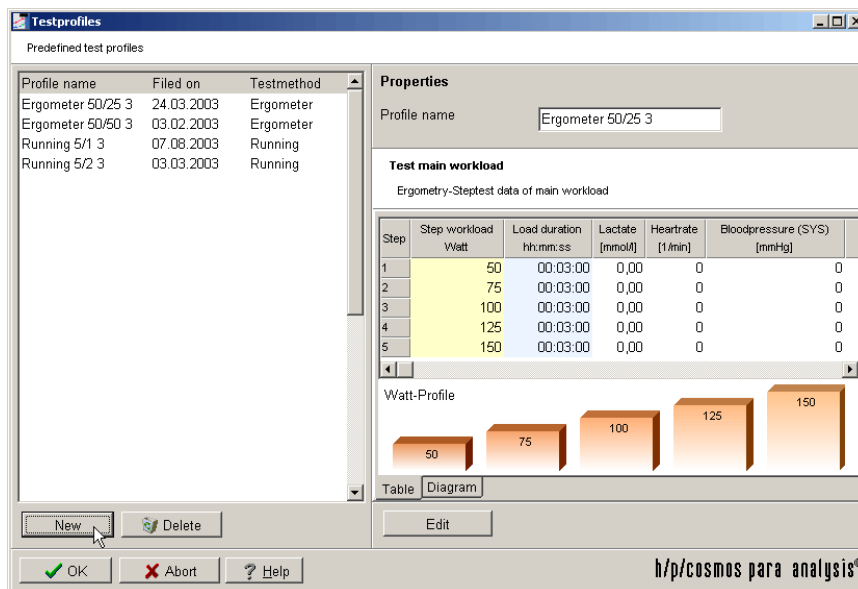 Testprofiles
Predefined test profiles
Profile name Filed on Testmethod
Ergometer 50/25 3 24.03.2003 Ergometer
Ergometer 50/50 3 03.02.2003 Ergometer
Running 5/1 3 07.08.2003 Running
Running 5/2 3 03.03.2003 Running
New Delete
Properties
Profile name Ergometer 50/25 3
Test main workload
Ergometry-Steptest data of main workload
Step Step workload Load duration Lactate Heartrate Bloodpressure (SYS)
Watt hh:mm:ss [mmol/l] [1/min] [mmHg]
1 50 00:03:00 0,00 0 0
2 75 00:03:00 0,00 0 0
3 100 00:03:00 0,00 0 0
4 125 00:03:00 0,00 0 0
5 150 00:03:00 0,00 0 0
Watt-Profile
50 75 100 125 150
Table Diagram
Edit
OK Abort ? Help
h/p/cosmos para analysis®